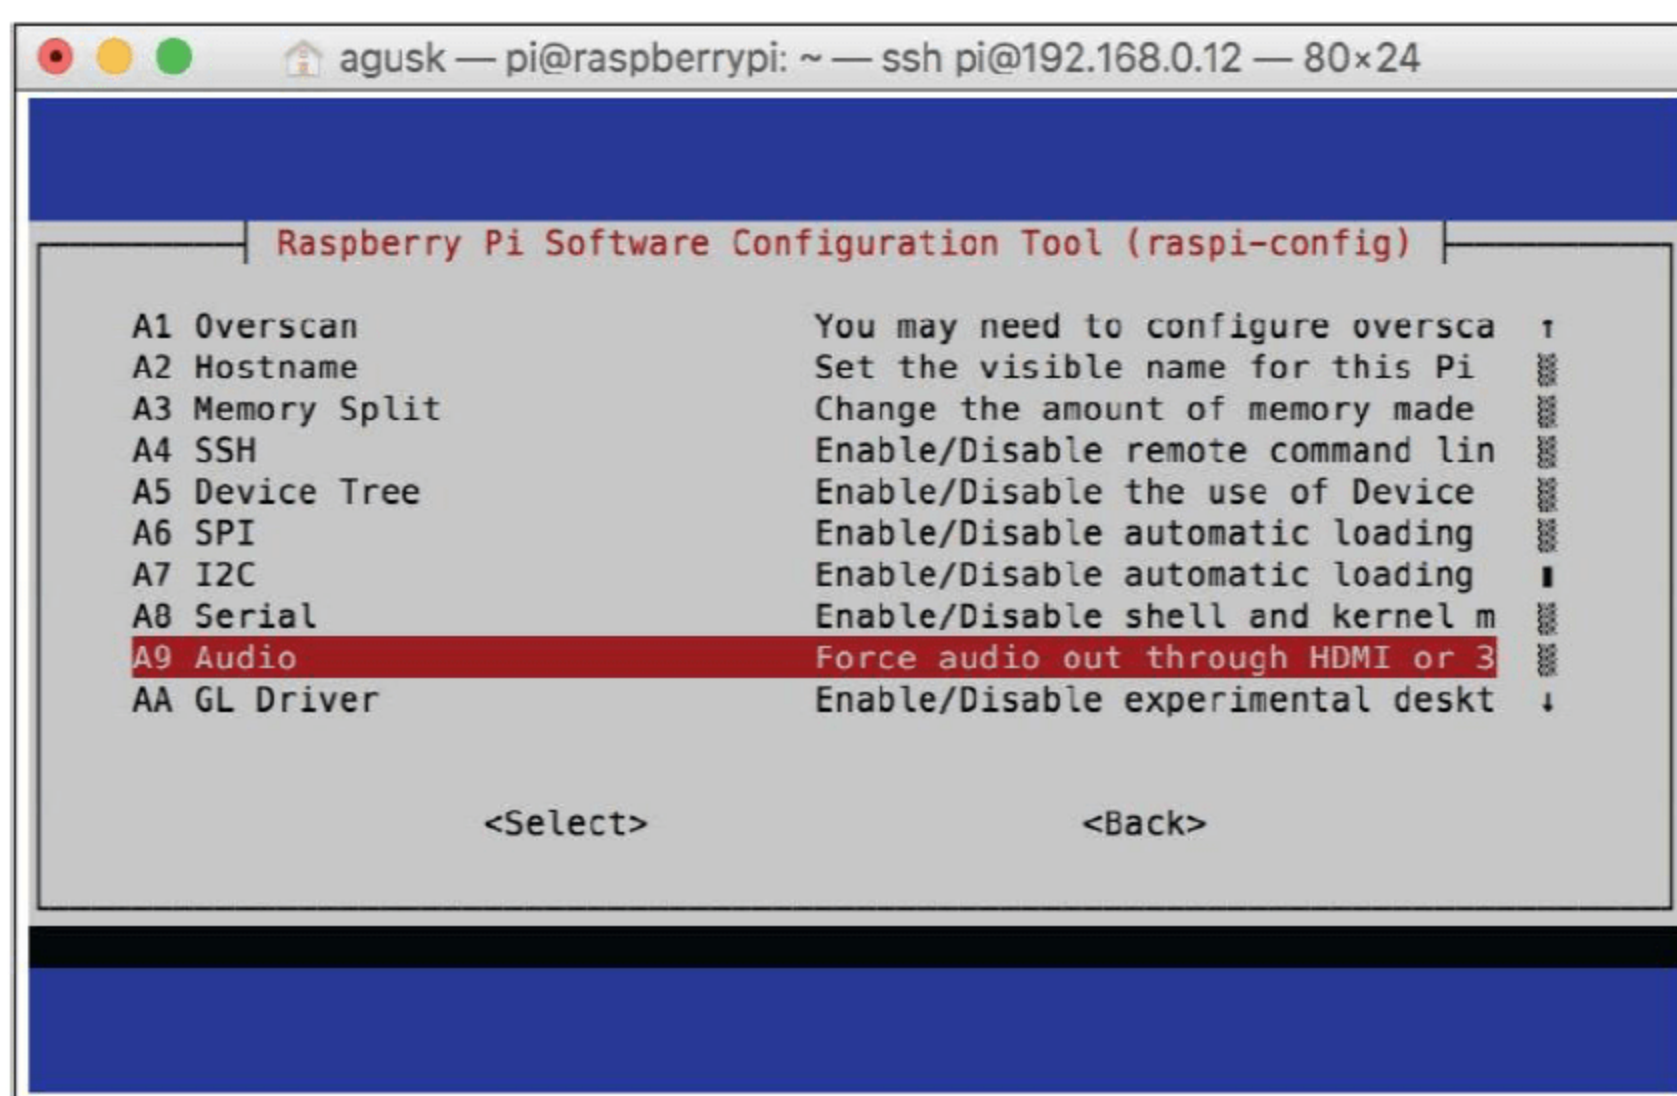 agusk — pi@raspberrypi: ~ — ssh pi@192.168.0.12 — 80×24
Raspberry Pi Software Configuration Tool (raspi-config)
A1 Overscan You may need to configure oversca ↑
A2 Hostname Set the visible name for this Pi
A3 Memory Split Change the amount of memory made
A4 SSH Enable/Disable remote command lin
A5 Device Tree Enable/Disable the use of Device
A6 SPI Enable/Disable automatic loading
A7 I2C Enable/Disable automatic loading
A8 Serial Enable/Disable shell and kernel m
A9 Audio Force audio out through HDMI or 3
AA GL Driver Enable/Disable experimental deskt ↓
<Select> <Back>